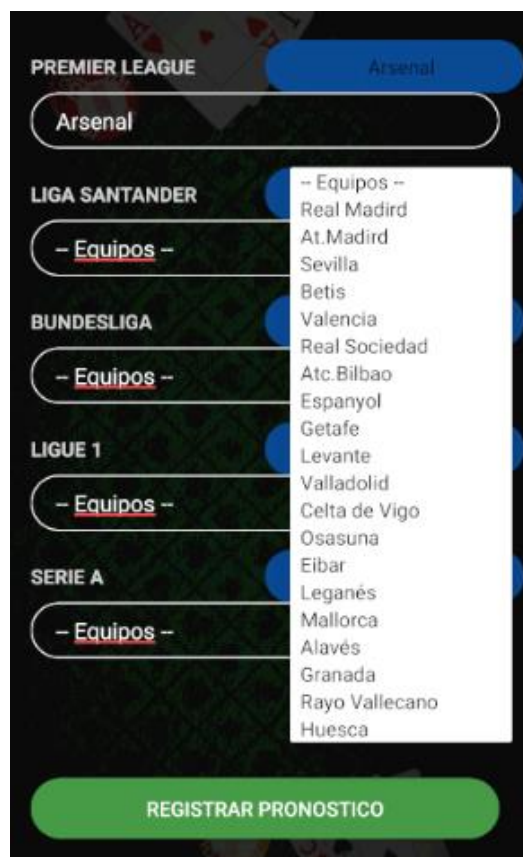 PREMIER LEAGUE
Arsenal
Arsenal
LIGA SANTANDER
-- Equipos --
BUNDESLIGA
-- Equipos --
LIGUE 1
-- Equipos --
SERIE A
-- Equipos --
-- Equipos --
Real Madird
At.Madird
Sevilla
Betis
Valencia
Real Sociedad
Atc.Bilbao
Espanyol
Getafe
Levante
Valladolid
Celta de Vigo
Osasuna
Eibar
Leganés
Mallorca
Alavés
Granada
Rayo Vallecano
Huesca
REGISTRAR PRONOSTICO